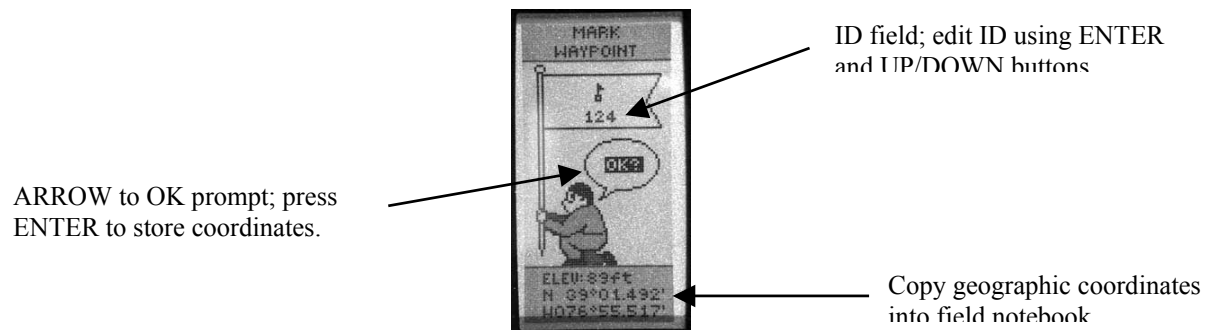 MARK
WAYPOINT
124
OK?
ELEV:89ft
N 39°01.492'
W076°55.517'
ID field; edit ID using ENTER
and UP/DOWN buttons
ARROW to OK prompt; press
ENTER to store coordinates.
Copy geographic coordinates
into field notebook